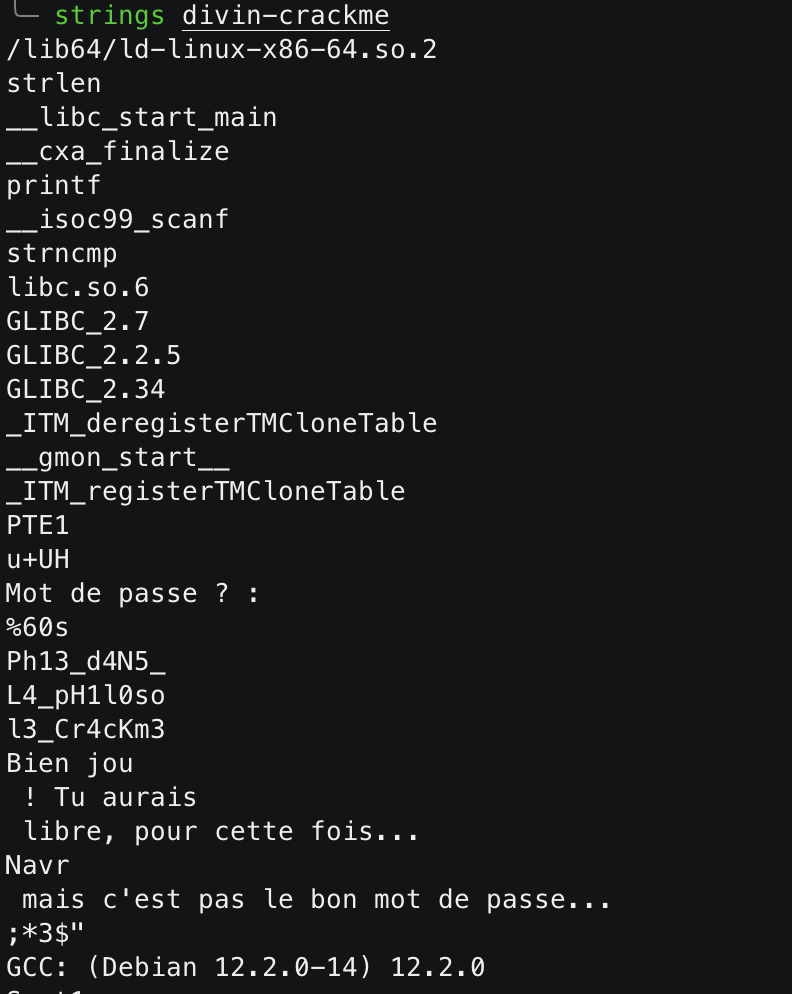 strings divin-crackme
/lib64/ld-linux-x86-64.so.2
strlen
__libc_start_main
__cxa_finalize
printf
__isoc99_scanf
strncmp
libc.so.6
GLIBC_2.7
GLIBC_2.2.5
GLIBC_2.34
_ITM_deregisterTMCloneTable
__gmon_start__
_ITM_registerTMCloneTable
PTE1
u+UH
Mot de passe ? :
%60s
Ph13_d4N5_
L4_pH1l0so
l3_Cr4cKm3
Bien jou
 ! Tu aurais
 libre, pour cette fois...
Navr
 mais c'est pas le bon mot de passe...
;*3$"
GCC: (Debian 12.2.0-14) 12.2.0